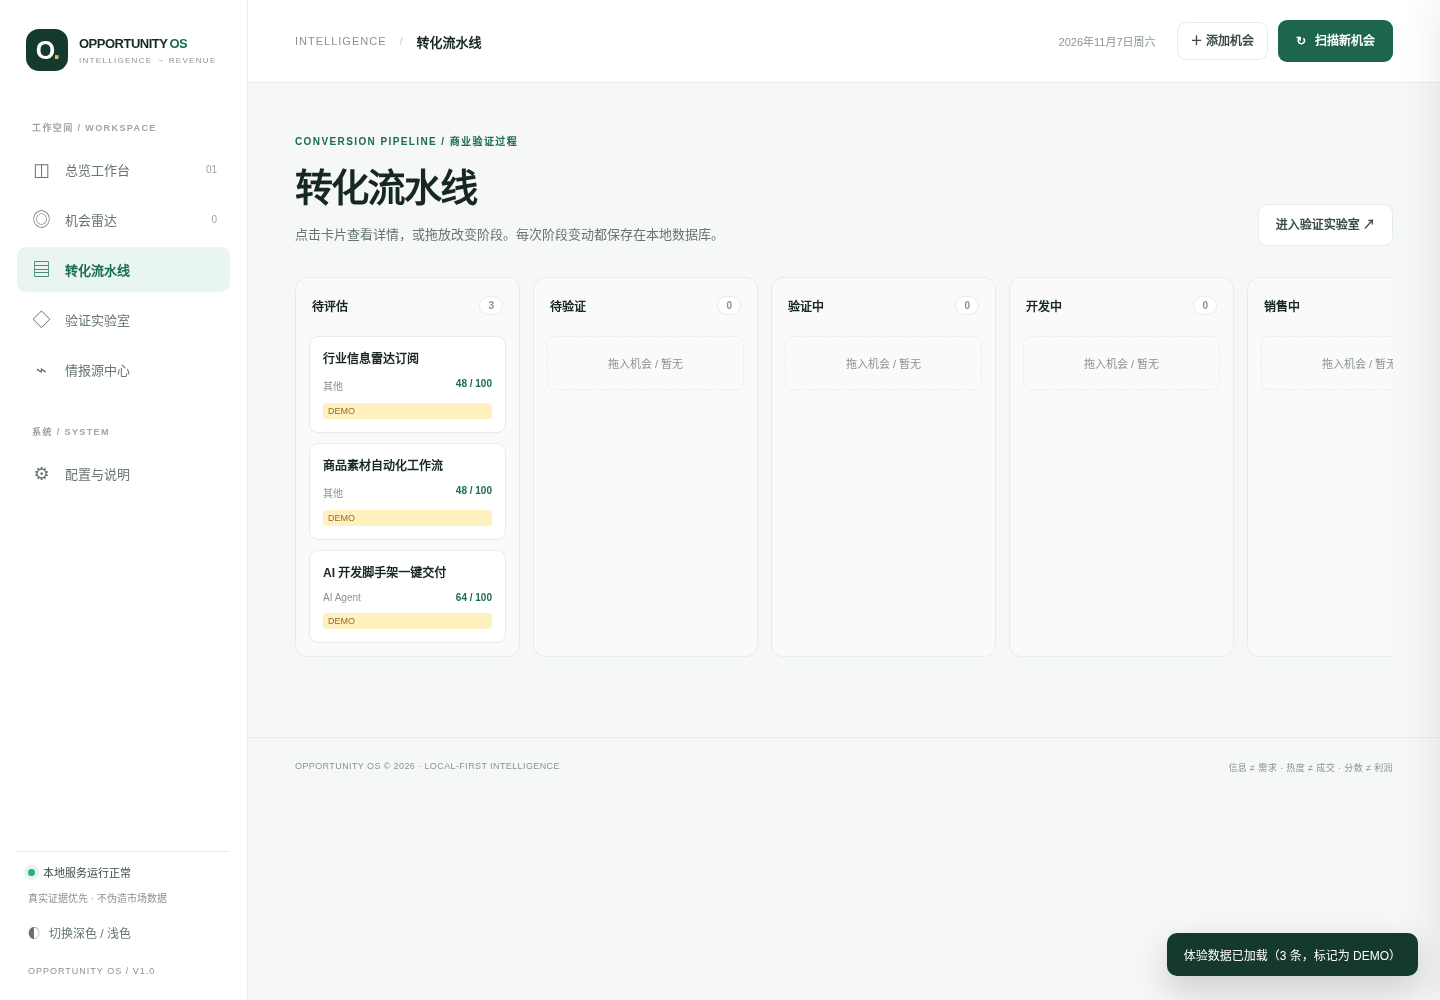 O.
OPPORTUNITY OS
INTELLIGENCE → REVENUE
工作空间 / WORKSPACE
总览工作台 01
机会雷达 0
转化流水线
验证实验室
情报源中心
系统 / SYSTEM
配置与说明
本地服务运行正常
真实证据优先 · 不伪造市场数据
切换深色 / 浅色
OPPORTUNITY OS / V1.0
INTELLIGENCE / 转化流水线
2026年11月7日周六
＋ 添加机会
↻ 扫描新机会
CONVERSION PIPELINE / 商业验证过程
转化流水线
点击卡片查看详情，或拖放改变阶段。每次阶段变动都保存在本地数据库。
进入验证实验室 ↗
待评估 3
行业信息雷达订阅
其他 48 / 100
DEMO
商品素材自动化工作流
其他 48 / 100
DEMO
AI 开发脚手架一键交付
AI Agent 64 / 100
DEMO
待验证 0
拖入机会 / 暂无
验证中 0
拖入机会 / 暂无
开发中 0
拖入机会 / 暂无
销售中
拖入机会 / 暂无
OPPORTUNITY OS © 2026 · LOCAL-FIRST INTELLIGENCE
信息 ≠ 需求 · 热度 ≠ 成交 · 分数 ≠ 利润
体验数据已加载（3 条，标记为 DEMO）